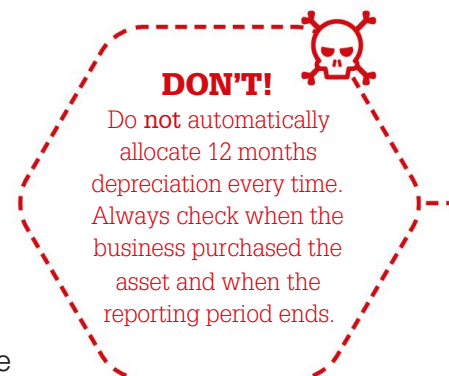 DON'T!
Do not automatically
allocate 12 months
depreciation every time.
Always check when the
business purchased the
asset and when the
reporting period ends.
e